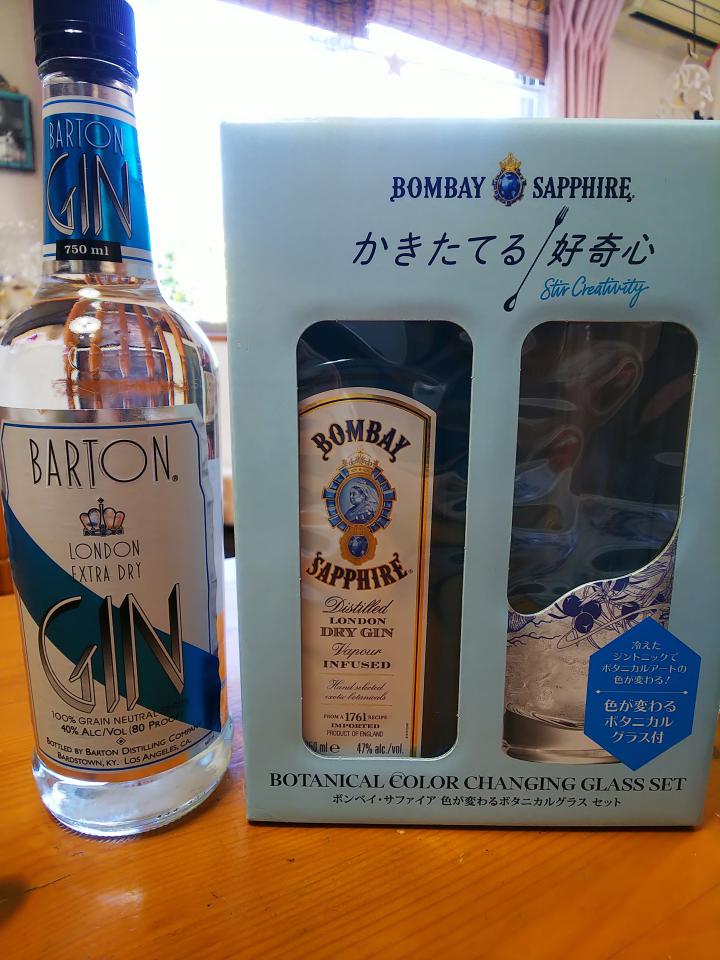 BARTON
GIN
750 ml
BARTON®
LONDON
EXTRA DRY
GIN
100% GRAIN NEUTRAL
40% ALC/VOL (80 PROOF)
BOTTLED BY BARTON DISTILLING COMPANY
BARDSTOWN, KY. LOS ANGELES, CA.
BOMBAY SAPPHIRE
かきたてる/好奇心
Stir Creativity
BOMBAY
SAPPHIRE®
Distilled
LONDON
DRY GIN
Vapour
INFUSED
Hand selected
exotic botanicals
FROM A 1761 RECIPE
IMPORTED
PRODUCT OF ENGLAND
47% alc./vol.
冷えた
ジントニックで
ボタニカルアートの
色が変わる!
色が変わる
ボタニカル
グラス付
BOTANICAL COLOR CHANGING GLASS SET
ボンベイ・サファイア 色が変わるボタニカルグラス セット